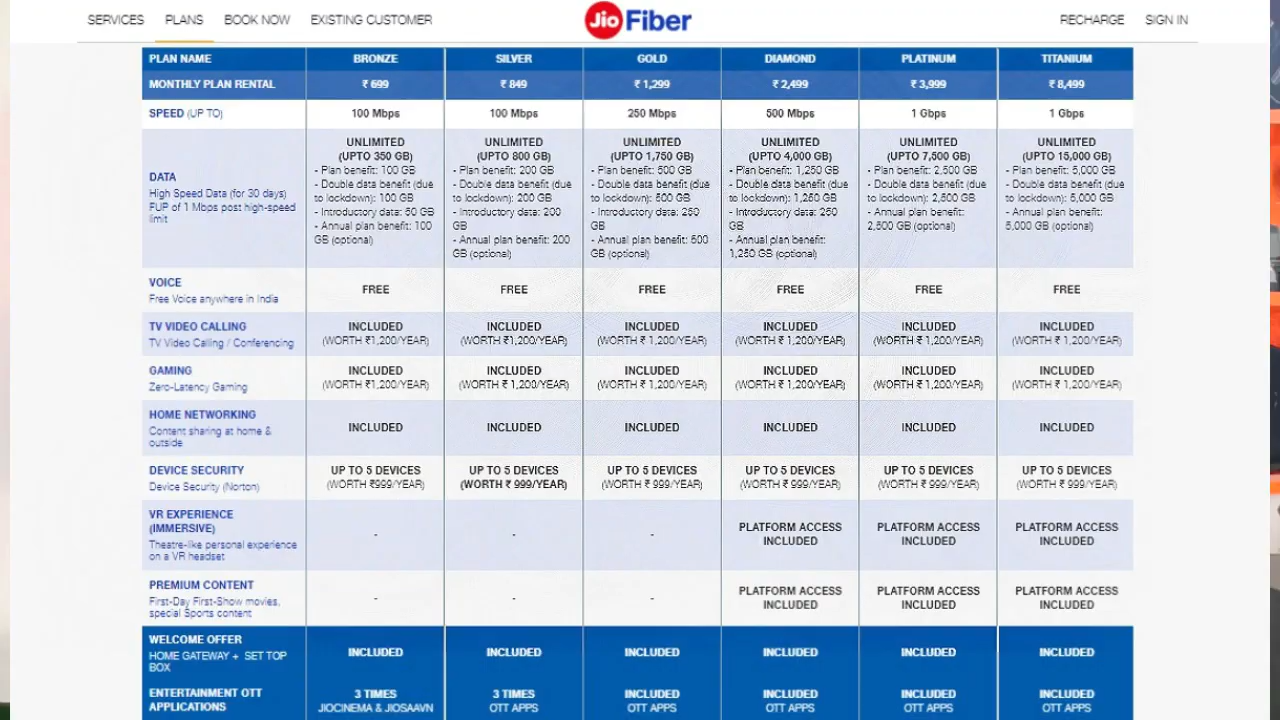 SERVICES PLANS BOOK NOW EXISTING CUSTOMER Jio Fiber RECHARGE SIGN IN
PLAN NAME BRONZE SILVER GOLD DIAMOND PLATINUM TITANIUM
MONTHLY PLAN RENTAL ₹ 699 ₹ 849 ₹ 1,299 ₹ 2,499 ₹ 3,999 ₹ 8,499
SPEED (UP TO) 100 Mbps 100 Mbps 250 Mbps 500 Mbps 1 Gbps 1 Gbps
DATA
High Speed Data (for 30 days)
FUP of 1 Mbps post high-speed
limit
UNLIMITED
(UPTO 350 GB)
- Plan benefit: 100 GB
- Double data benefit (due
to lockdown): 100 GB
- Introductory data: 50 GB
- Annual plan benefit: 100
GB (optional)
UNLIMITED
(UPTO 800 GB)
- Plan benefit: 200 GB
- Double data benefit (due
to lockdown): 200 GB
- Introductory data: 200
GB
- Annual plan benefit: 200
GB (optional)
UNLIMITED
(UPTO 1,750 GB)
- Plan benefit: 500 GB
- Double data benefit (due
to lockdown): 500 GB
- Introductory data: 250
GB
- Annual plan benefit: 500
GB (optional)
UNLIMITED
(UPTO 4,000 GB)
- Plan benefit: 1,250 GB
- Double data benefit (due
to lockdown): 1,250 GB
- Introductory data: 250
GB
- Annual plan benefit:
1,250 GB (optional)
UNLIMITED
(UPTO 7,500 GB)
- Plan benefit: 2,500 GB
- Double data benefit (due
to lockdown): 2,500 GB
- Annual plan benefit:
2,500 GB (optional)
UNLIMITED
(UPTO 15,000 GB)
- Plan benefit: 5,000 GB
- Double data benefit (due
to lockdown): 5,000 GB
- Annual plan benefit:
5,000 GB (optional)
VOICE
Free Voice anywhere in India
FREE FREE FREE FREE FREE FREE
TV VIDEO CALLING
TV Video Calling / Conferencing
INCLUDED INCLUDED INCLUDED INCLUDED INCLUDED INCLUDED
(WORTH ₹1,200/YEAR) (WORTH ₹ 1,200/YEAR) (WORTH ₹ 1,200/YEAR) (WORTH ₹ 1,200/YEAR) (WORTH ₹ 1,200/YEAR) (WORTH ₹ 1,200/YEAR)
GAMING
Zero-Latency Gaming
INCLUDED INCLUDED INCLUDED INCLUDED INCLUDED INCLUDED
(WORTH ₹1,200/YEAR) (WORTH ₹ 1,200/YEAR) (WORTH ₹ 1,200/YEAR) (WORTH ₹ 1,200/YEAR) (WORTH ₹ 1,200/YEAR) (WORTH ₹ 1,200/YEAR)
HOME NETWORKING
Content sharing at home &
outside
INCLUDED INCLUDED INCLUDED INCLUDED INCLUDED INCLUDED
DEVICE SECURITY
Device Security (Norton)
UP TO 5 DEVICES UP TO 5 DEVICES UP TO 5 DEVICES UP TO 5 DEVICES UP TO 5 DEVICES UP TO 5 DEVICES
(WORTH ₹999/YEAR) (WORTH ₹ 999/YEAR) (WORTH ₹ 999/YEAR) (WORTH ₹ 999/YEAR) (WORTH ₹ 999/YEAR) (WORTH ₹ 999/YEAR)
VR EXPERIENCE
(IMMERSIVE)
Theatre-like personal experience
on a VR headset
- - - PLATFORM ACCESS PLATFORM ACCESS PLATFORM ACCESS
INCLUDED INCLUDED INCLUDED
PREMIUM CONTENT
First-Day First-Show movies,
special Sports content
- - - PLATFORM ACCESS PLATFORM ACCESS PLATFORM ACCESS
INCLUDED INCLUDED INCLUDED
WELCOME OFFER
HOME GATEWAY + SET TOP
BOX
INCLUDED INCLUDED INCLUDED INCLUDED INCLUDED INCLUDED
ENTERTAINMENT OTT
APPLICATIONS
3 TIMES 3 TIMES INCLUDED INCLUDED INCLUDED INCLUDED
JIOCINEMA & JIOSAAVN OTT APPS OTT APPS OTT APPS OTT APPS OTT APPS